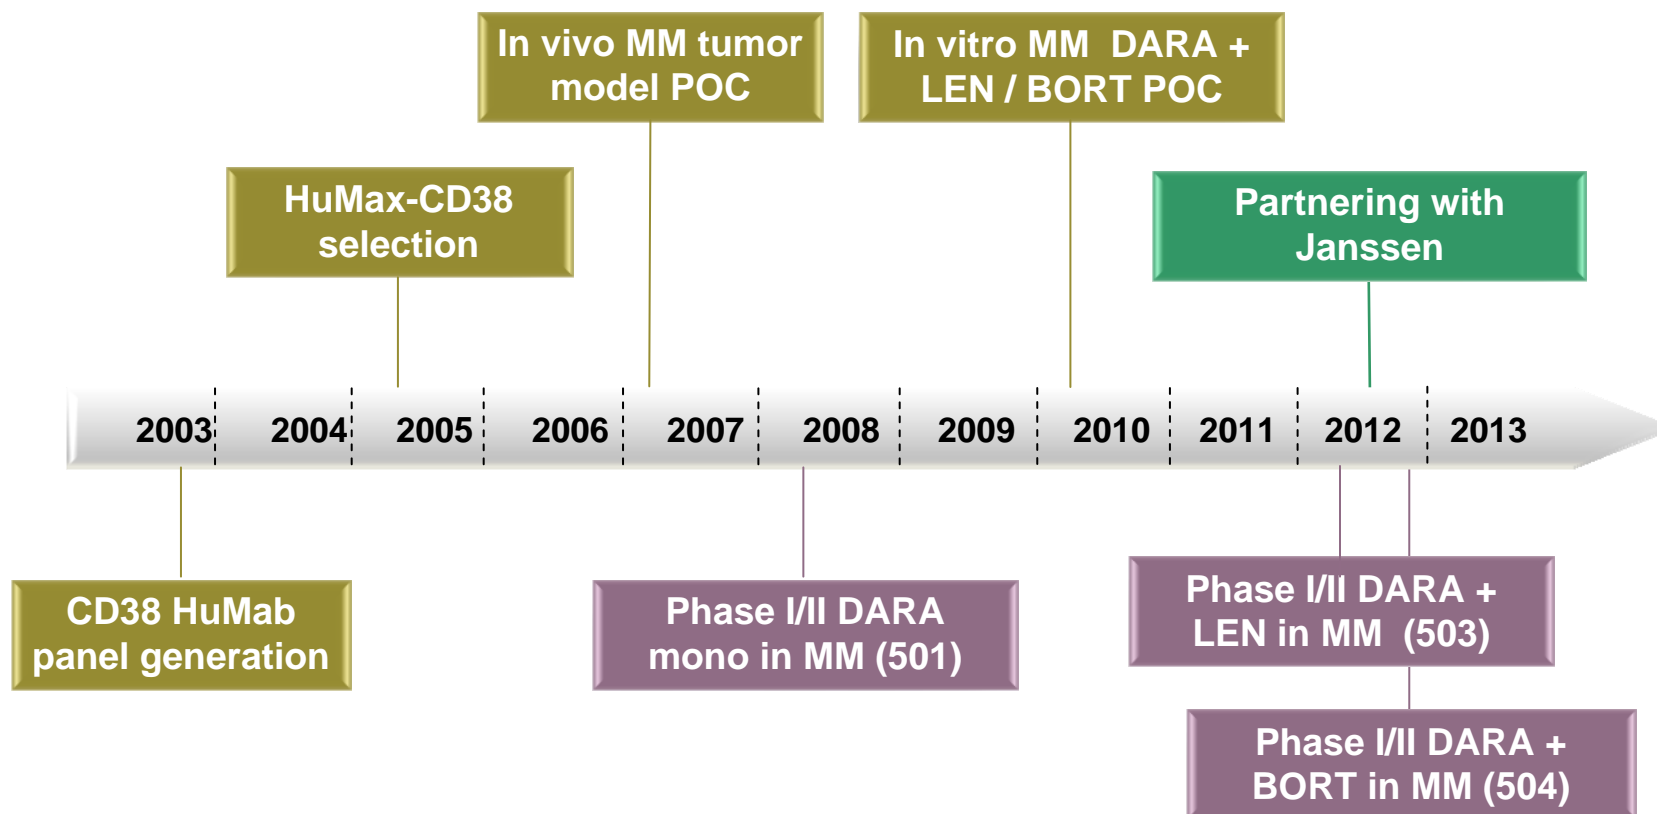 In vivo MM tumor
model POC
In vitro MM DARA +
LEN / BORT POC
HuMax-CD38
selection
Partnering with
Janssen
2003 2004 2005 2006 2007 2008 2009 2010 2011 2012 2013
CD38 HuMab
panel generation
Phase I/II DARA
mono in MM (501)
Phase I/II DARA +
LEN in MM (503)
Phase I/II DARA +
BORT in MM (504)